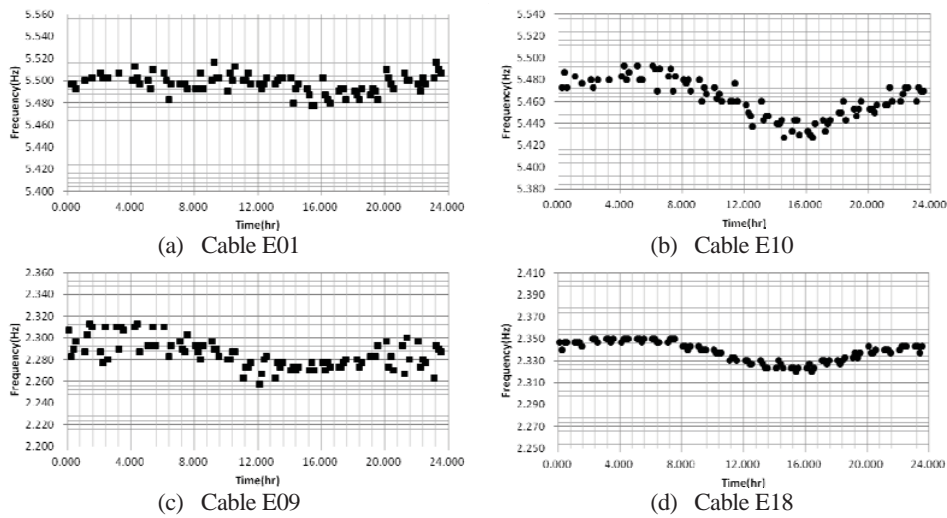 5.560
5.540
5.520
5.500
5.480
5.460
5.440
5.420
5.400
Frequency(Hz)
0.000 4.000 8.000 12.000 16.000 20.000 24.000
Time(hr)
(a) Cable E01
5.540
5.520
5.500
5.480
5.460
5.440
5.420
5.400
5.380
Frequency(Hz)
0.000 4.000 8.000 12.000 16.000 20.000 24.000
Time(hr)
(b) Cable E10
2.360
2.340
2.320
2.300
2.280
2.260
2.240
2.220
2.200
Frequency(Hz)
0.000 4.000 8.000 12.000 16.000 20.000 24.000
Time(hr)
(c) Cable E09
2.410
2.390
2.370
2.350
2.330
2.310
2.290
2.270
2.250
Frequency(Hz)
0.000 4.000 8.000 12.000 16.000 20.000 24.000
Time(hr)
(d) Cable E18